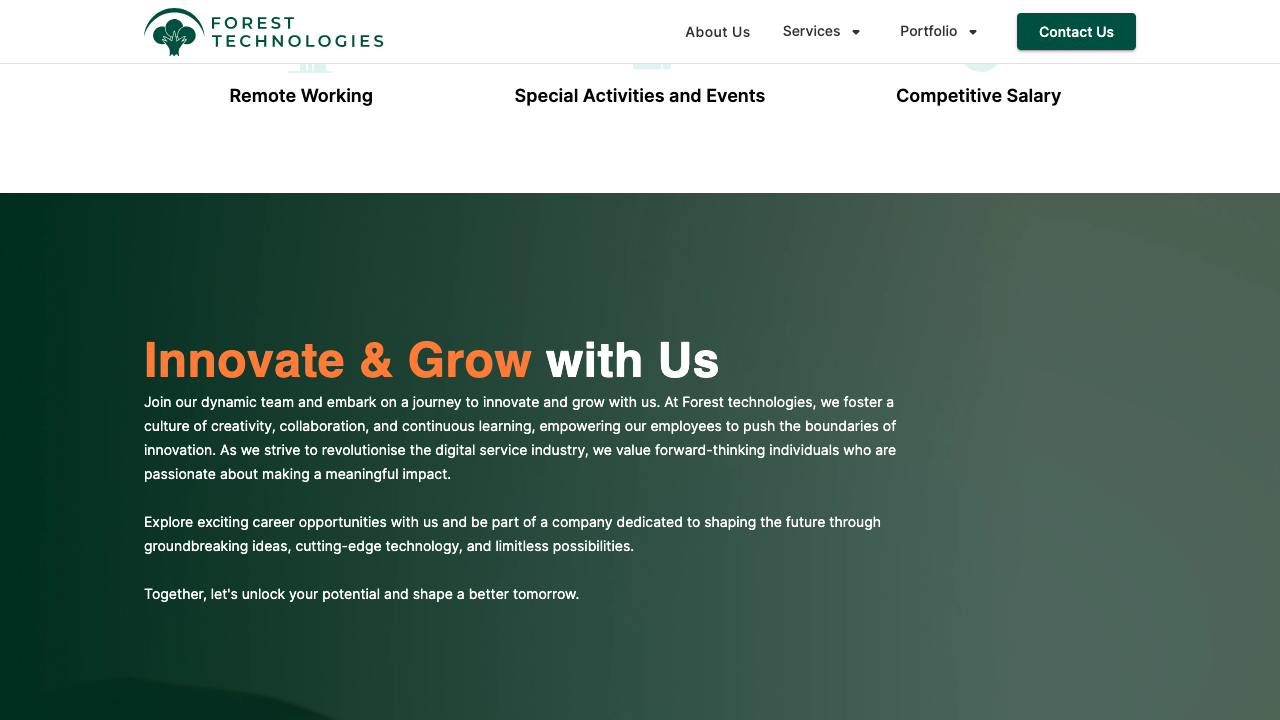 FOREST
TECHNOLOGIES
About Us
Services
Portfolio
Contact Us
Remote Working
Special Activities and Events
Competitive Salary
Innovate & Grow with Us
Join our dynamic team and embark on a journey to innovate and grow with us. At Forest technologies, we foster a
culture of creativity, collaboration, and continuous learning, empowering our employees to push the boundaries of
innovation. As we strive to revolutionise the digital service industry, we value forward-thinking individuals who are
passionate about making a meaningful impact.
Explore exciting career opportunities with us and be part of a company dedicated to shaping the future through
groundbreaking ideas, cutting-edge technology, and limitless possibilities.
Together, let's unlock your potential and shape a better tomorrow.